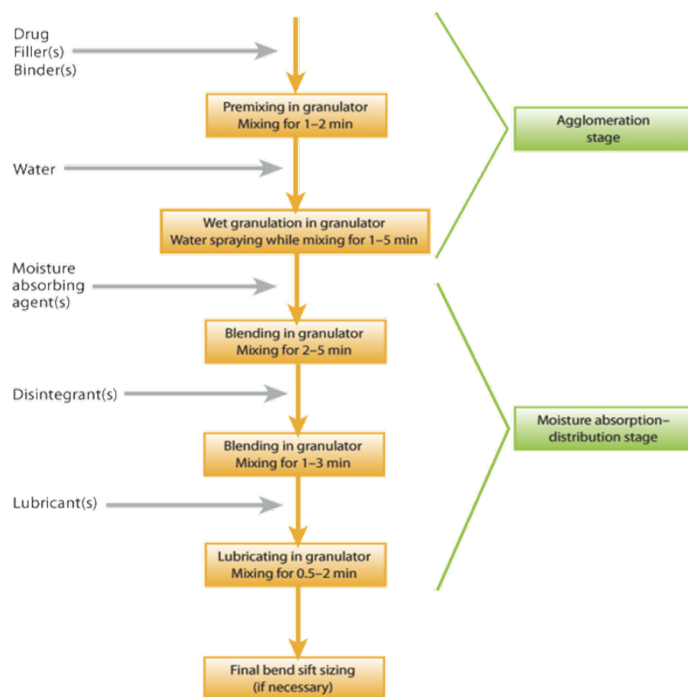 Drug
Filler(s)
Binder(s)
Premixing in granulator
Mixing for 1–2 min
Agglomeration
stage
Water
Wet granulation in granulator
Water spraying while mixing for 1–5 min
Moisture
absorbing
agent(s)
Blending in granulator
Mixing for 2–5 min
Disintegrant(s)
Moisture absorption–
distribution stage
Blending in granulator
Mixing for 1–3 min
Lubricant(s)
Lubricating in granulator
Mixing for 0.5–2 min
Final bend sift sizing
(if necessary)